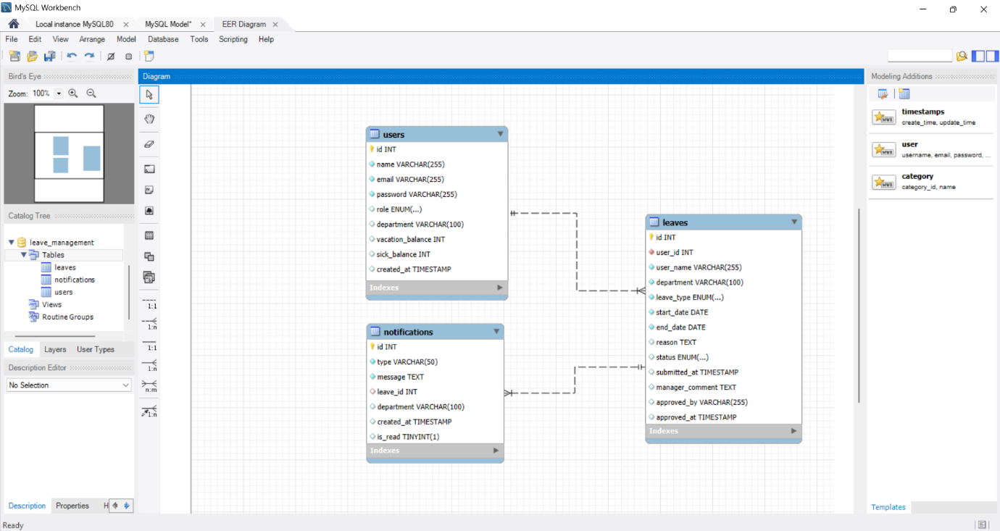 MySQL Workbench
Local instance MySQL80
MySQL Model*
EER Diagram
File Edit View Arrange Model Database Tools Scripting Help
Bird's Eye
Zoom: 100%
Catalog Tree
leave_management
Tables
leaves
notifications
users
Views
Routine Groups
Catalog Layers User Types
Description Editor
No Selection
Description Properties H
Ready
Diagram
1:1
1:n
1:1
1:n
n:m
1:n
users
id INT
name VARCHAR(255)
email VARCHAR(255)
password VARCHAR(255)
role ENUM(...)
department VARCHAR(100)
vacation_balance INT
sick_balance INT
created_at TIMESTAMP
Indexes
notifications
id INT
type VARCHAR(50)
message TEXT
leave_id INT
department VARCHAR(100)
created_at TIMESTAMP
is_read TINYINT(1)
Indexes
leaves
id INT
user_id INT
user_name VARCHAR(255)
department VARCHAR(100)
leave_type ENUM(...)
start_date DATE
end_date DATE
reason TEXT
status ENUM(...)
submitted_at TIMESTAMP
manager_comment TEXT
approved_by VARCHAR(255)
approved_at TIMESTAMP
Indexes
Modeling Additions
MWB
timestamps
create_time, update_time
MWB
user
username, email, password, ...
MWB
category
category_id, name
Templates